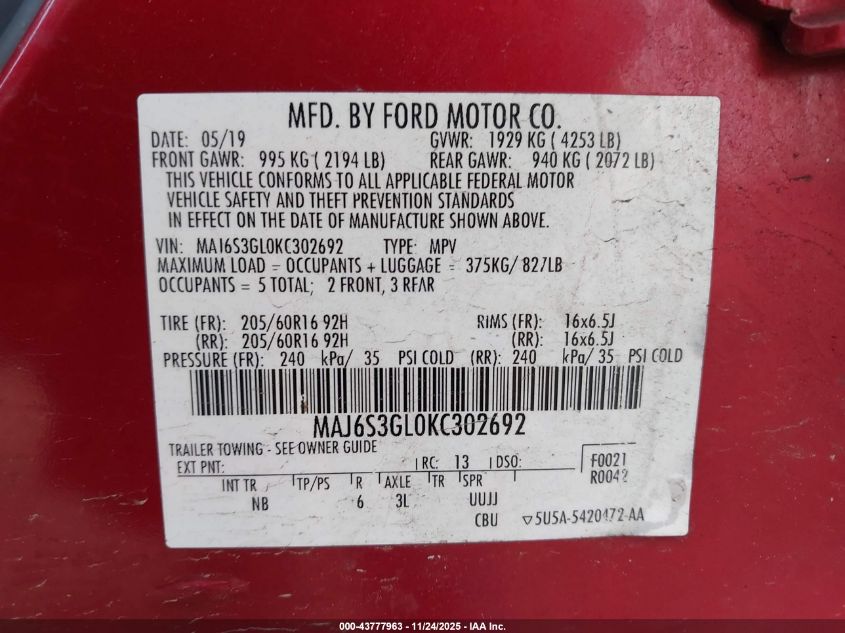 MFD. BY FORD MOTOR CO.
DATE: 05/19 GVWR: 1929 KG ( 4253 LB)
FRONT GAWR: 995 KG ( 2194 LB) REAR GAWR: 940 KG ( 2072 LB)
THIS VEHICLE CONFORMS TO ALL APPLICABLE FEDERAL MOTOR
VEHICLE SAFETY AND THEFT PREVENTION STANDARDS
IN EFFECT ON THE DATE OF MANUFACTURE SHOWN ABOVE.
VIN: MAJ6S3GL0KC302692 TYPE: MPV
MAXIMUM LOAD = OCCUPANTS + LUGGAGE = 375KG/ 827LB
OCCUPANTS = 5 TOTAL; 2 FRONT, 3 REAR
TIRE (FR): 205/60R16 92H RIMS (FR): 16x6.5J
(RR): 205/60R16 92H (RR): 16x6.5J
PRESSURE (FR): 240 kPa/ 35 PSI COLD (RR): 240 kPa/ 35 PSI COLD
MAJ6S3GL0KC302692
TRAILER TOWING - SEE OWNER GUIDE
EXT PNT: RC: 13 DSO: F0021
R0042
INT TR TP/PS R AXLE TR SPR
NB 6 3L UUJJ
CBU ▽5U5A-5420472-AA
000-43777963 - 11/24/2025 - IAA Inc.